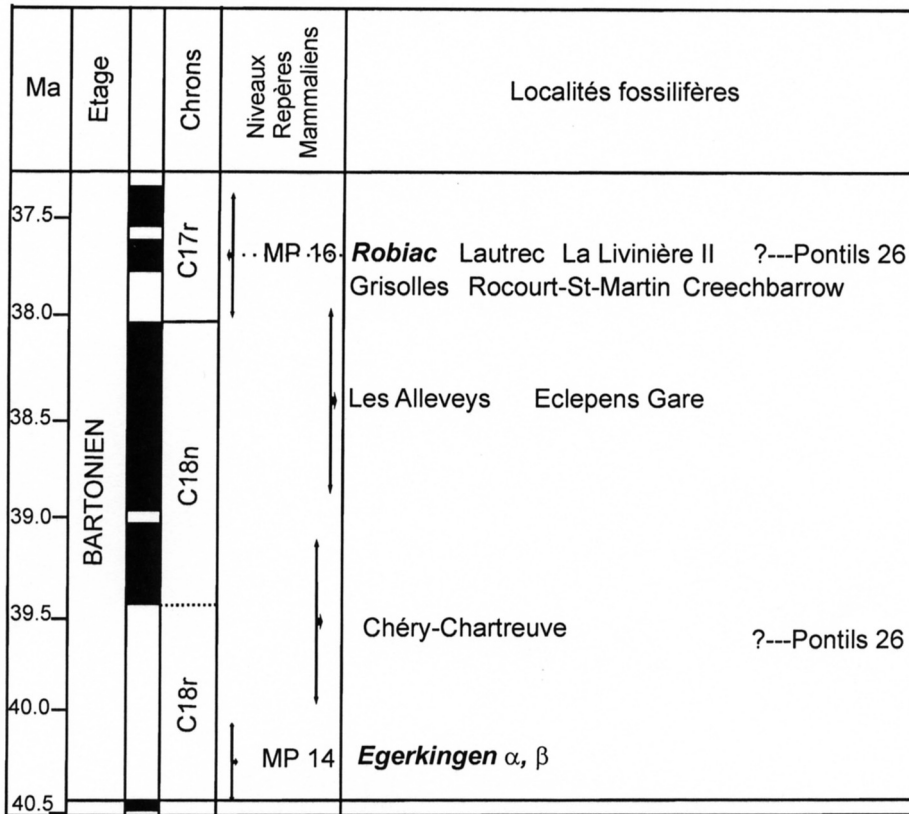 Ma
Etage
Chrons
Niveaux
Repères
Mammaliens
Localités fossilifères
37.5
C17r
MP 16 Robiac Lautrec La Livinière II ?---Pontils 26
Grisolles Rocourt-St-Martin Creechbarrow
38.0
Les Alleveys Eclepens Gare
38.5
BARTONIEN
C18n
39.0
39.5
Chéry-Chartreuve ?---Pontils 26
C18r
40.0
MP 14 Egerkingen α, β
40.5